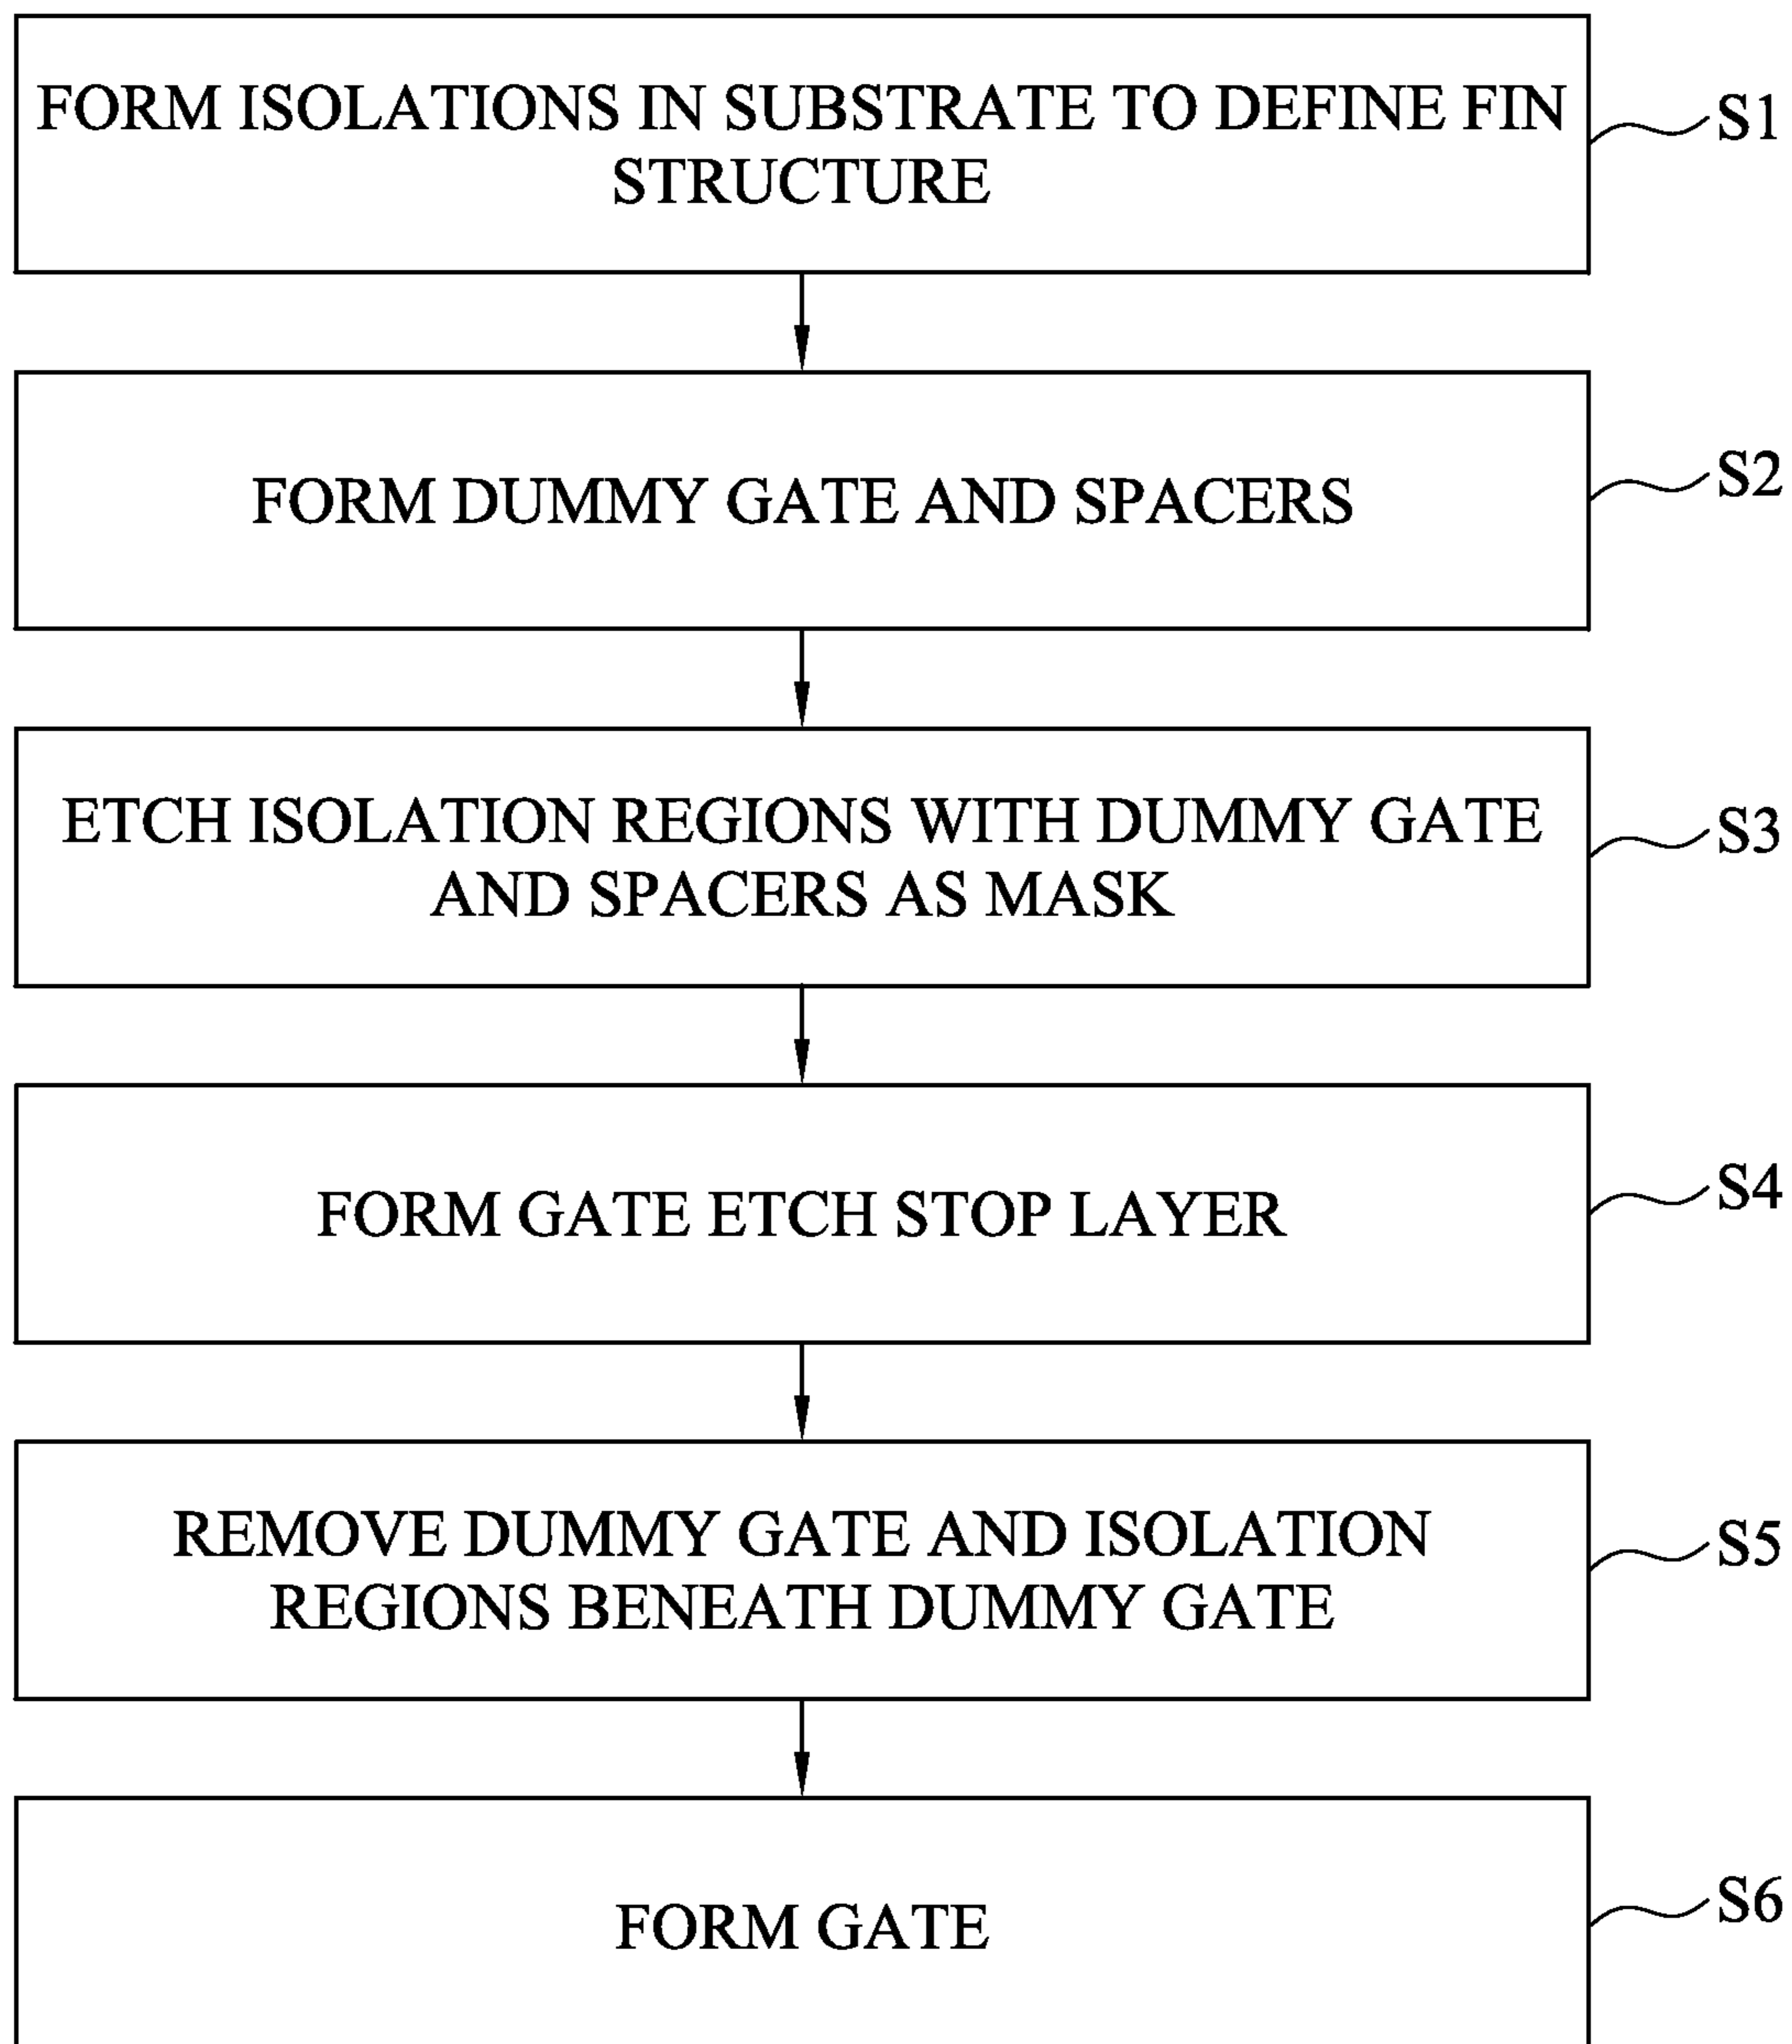 FORM ISOLATIONS IN SUBSTRATE TO DEFINE FIN
STRUCTURE
S1
FORM DUMMY GATE AND SPACERS
S2
ETCH ISOLATION REGIONS WITH DUMMY GATE
AND SPACERS AS MASK
S3
FORM GATE ETCH STOP LAYER
S4
REMOVE DUMMY GATE AND ISOLATION
REGIONS BENEATH DUMMY GATE
S5
FORM GATE
S6